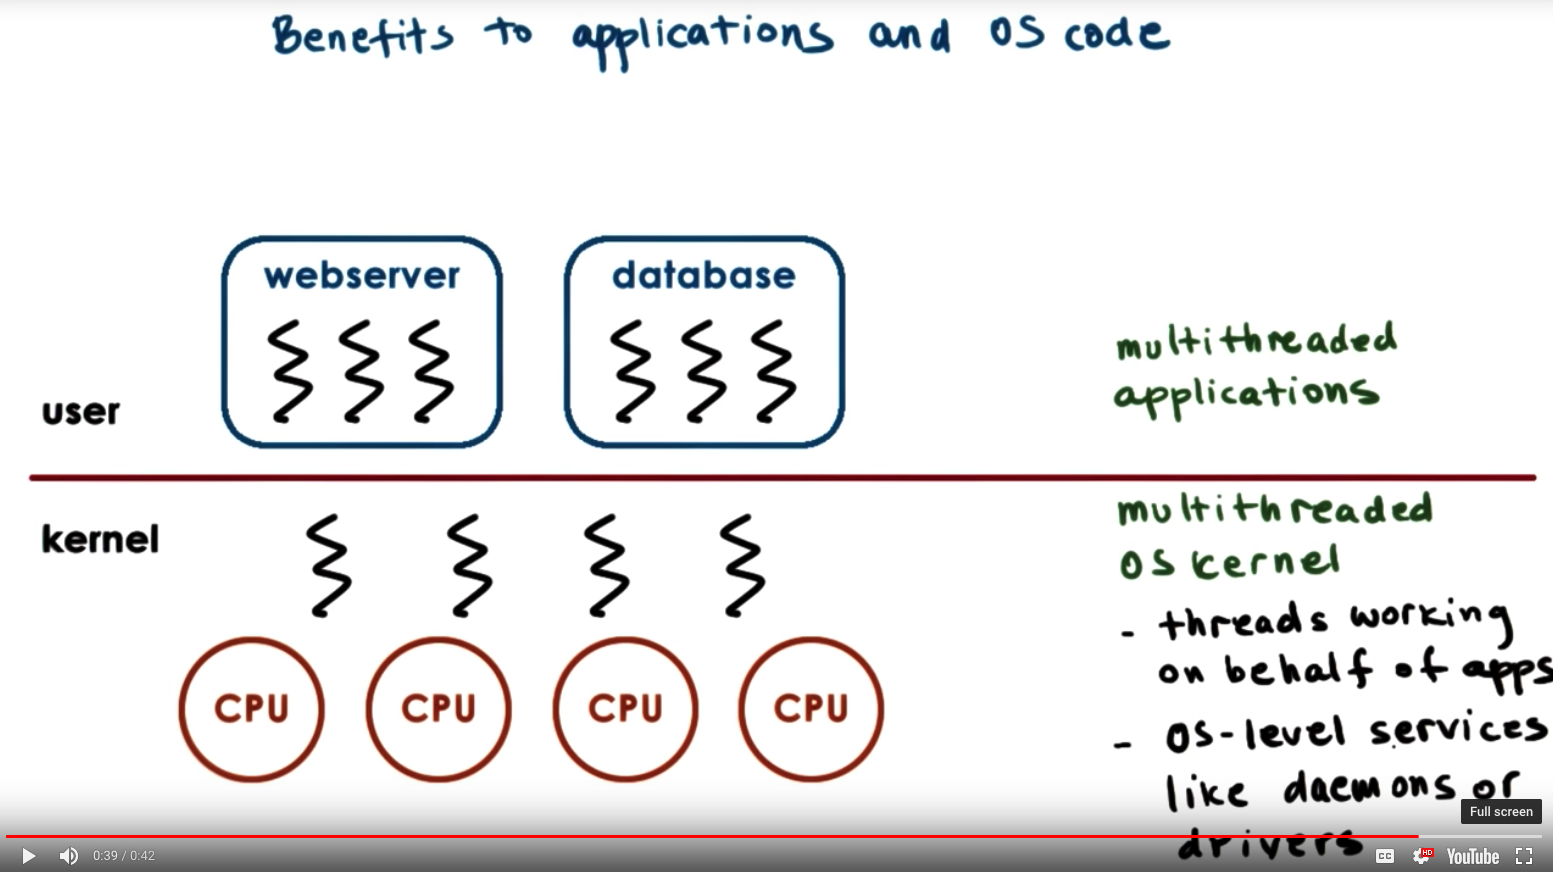 Benefits to applications and OS code
webserver
database
user
multithreaded
applications
kernel
multithreaded
OS kernel
- threads working
on behalf of apps
- OS-level services
like daemons or
drivers
CPU CPU CPU CPU
Full screen
0:39 / 0:42
CC
HD
YouTube